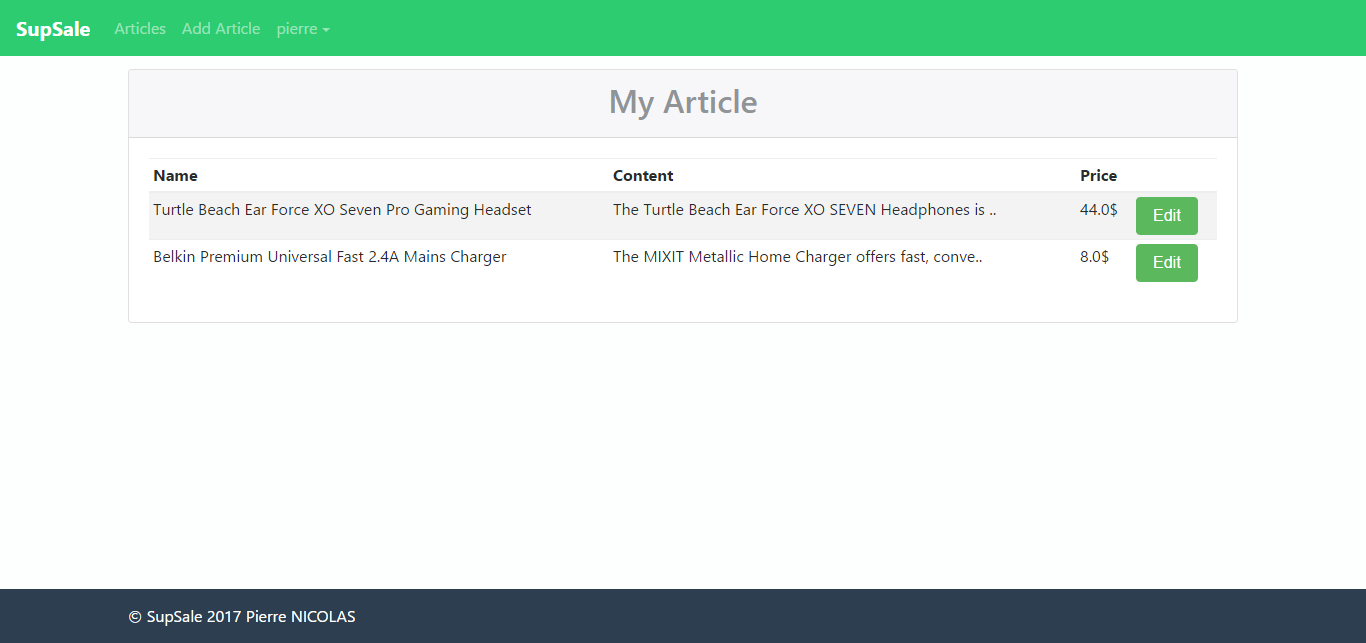 SupSale Articles Add Article pierre
My Article
Name Content Price
Turtle Beach Ear Force XO Seven Pro Gaming Headset The Turtle Beach Ear Force XO SEVEN Headphones is .. 44.0$ Edit
Belkin Premium Universal Fast 2.4A Mains Charger The MIXIT Metallic Home Charger offers fast, conve.. 8.0$ Edit
© SupSale 2017 Pierre NICOLAS